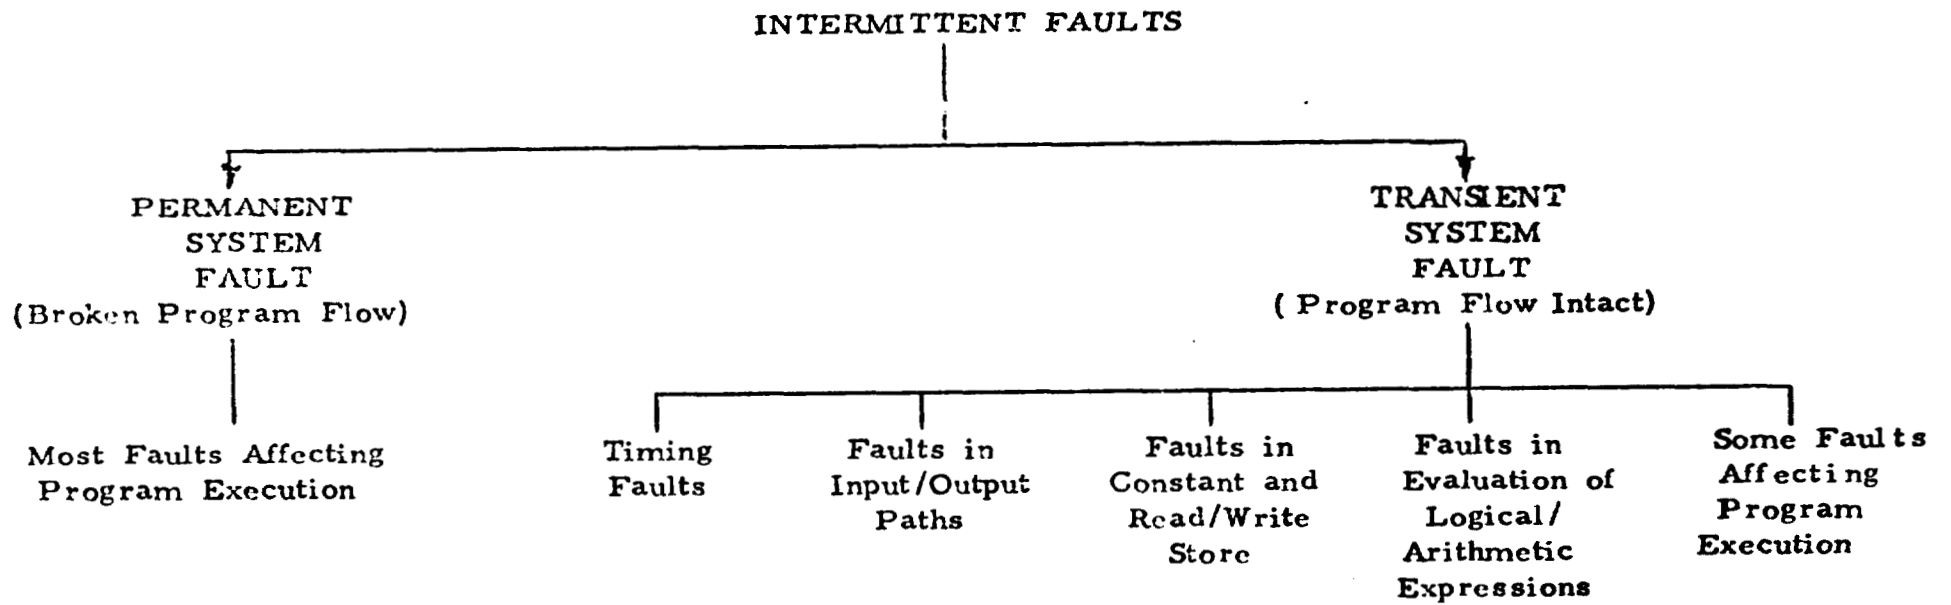 INTERMITTENT FAULTS
PERMANENT
SYSTEM
FAULT
(Broken Program Flow)
TRANSIENT
SYSTEM
FAULT
( Program Flow Intact)
Most Faults Affecting
Program Execution
Timing
Faults
Faults in
Input/Output
Paths
Faults in
Constant and
Read/Write
Store
Faults in
Evaluation of
Logical/
Arithmetic
Expressions
Some Faults
Affecting
Program
Execution